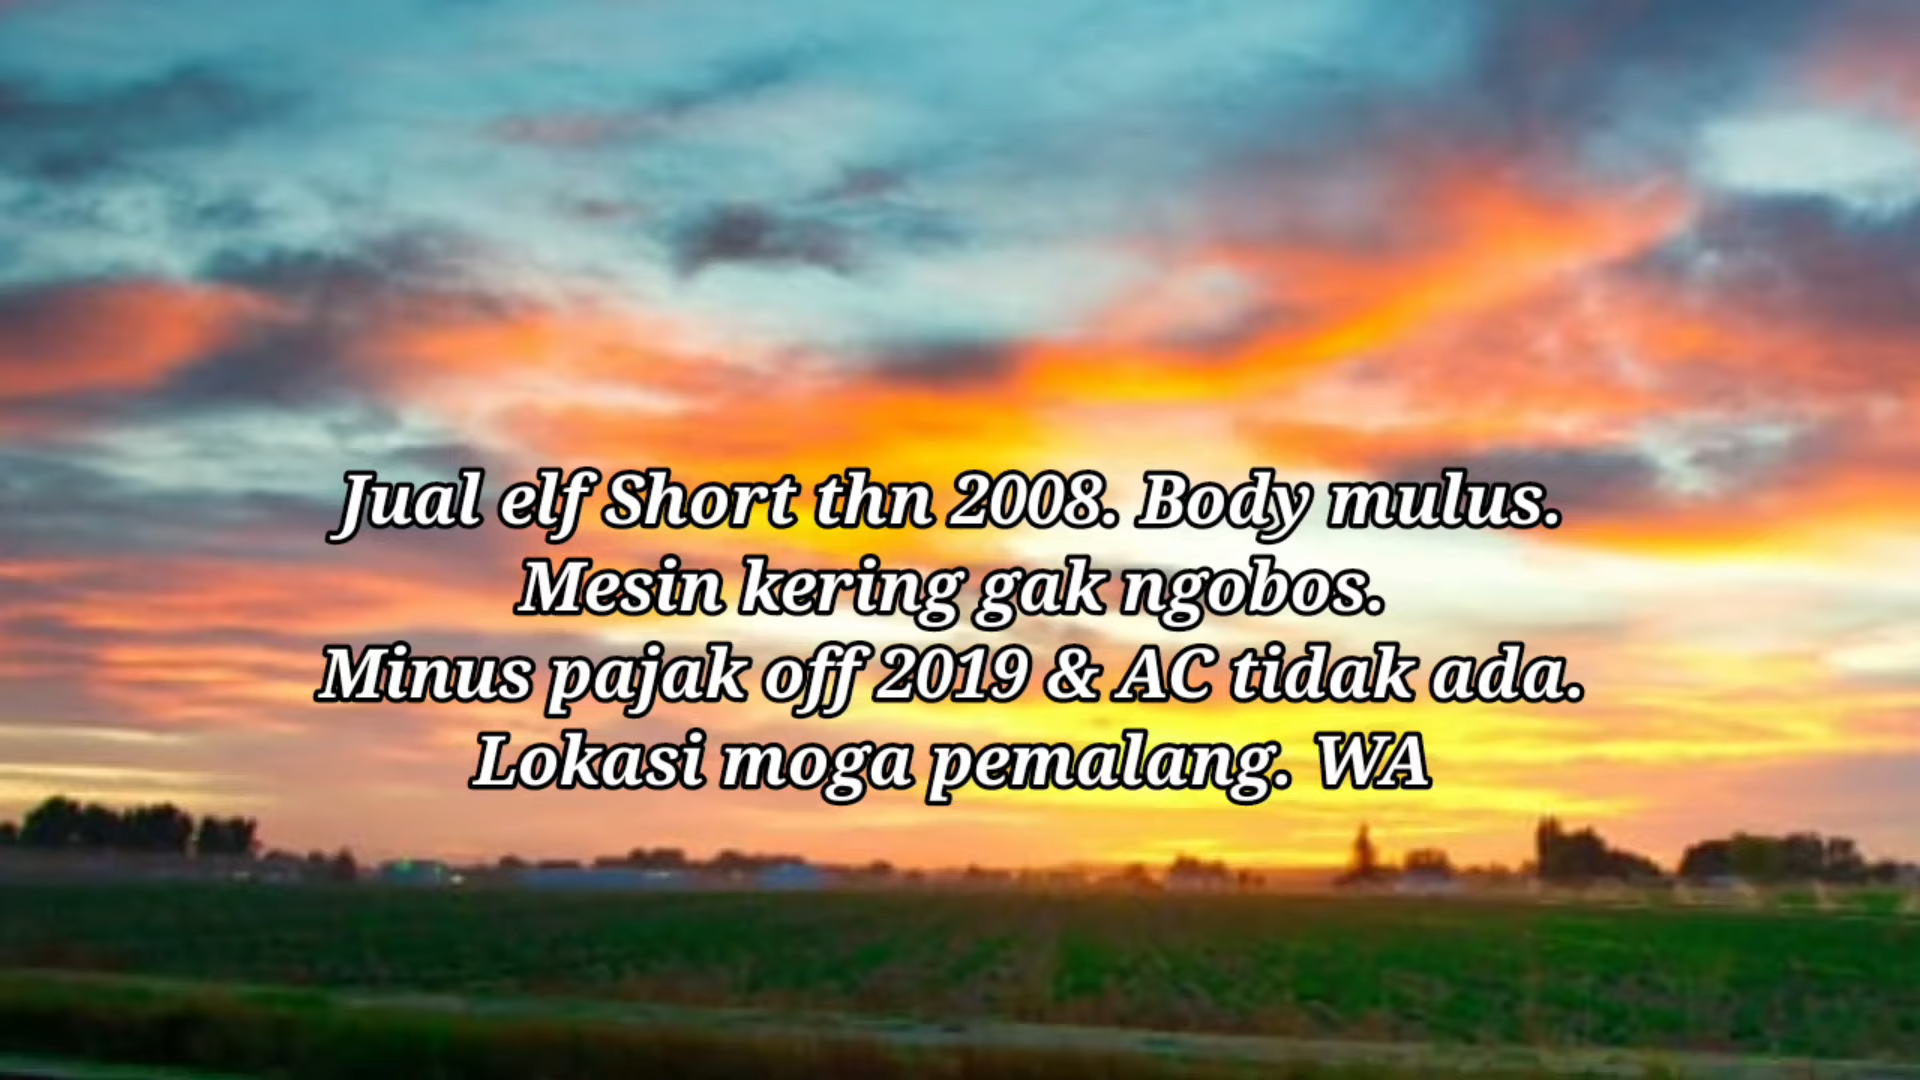 Jual elf Short thn 2008. Body mulus.
Mesin kering gak ngobos.
Minus pajak off 2019 & AC tidak ada.
Lokasi moga pemalang. WA